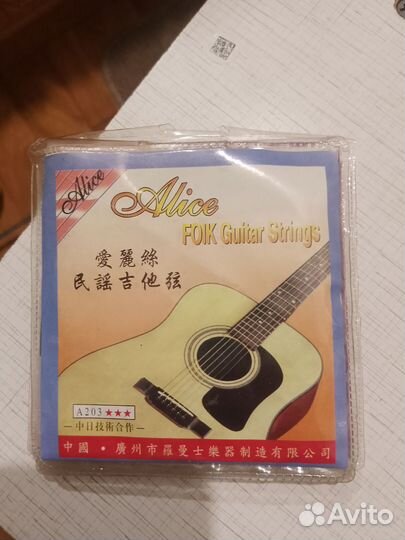 Alice
Alice
FOlK Guitar Strings
愛麗絲
民謠吉他弦
A203★★★
—中日技術合作—
中國·廣州市羅曼士樂器制造有限公司
Avito